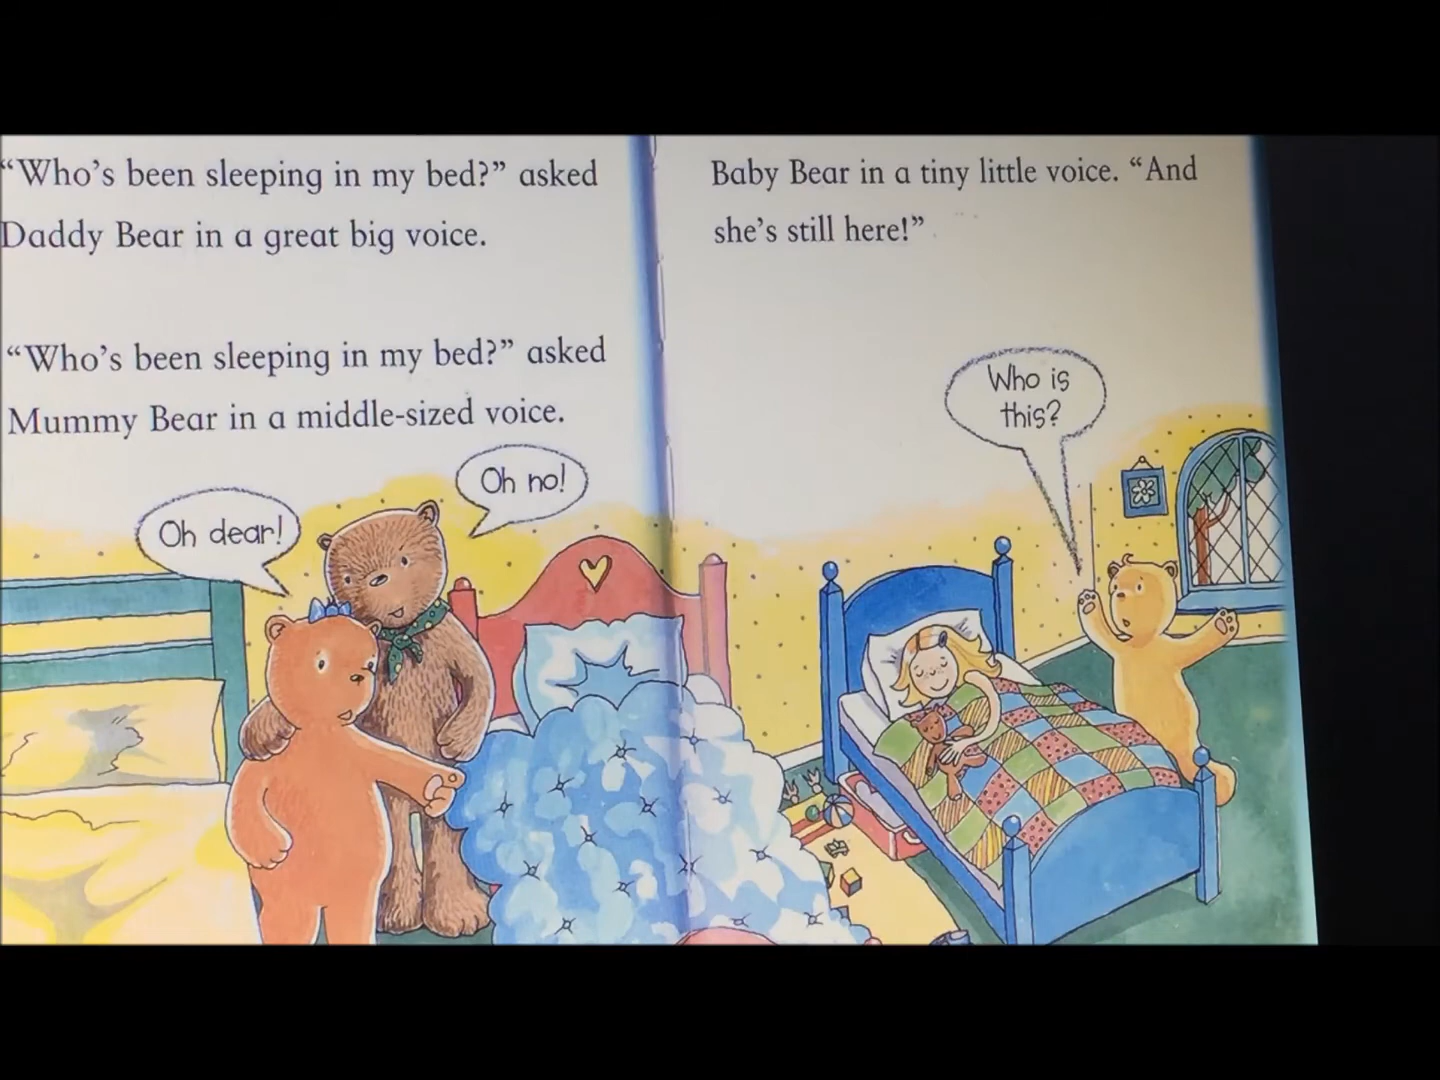 “Who’s been sleeping in my bed?” asked
Daddy Bear in a great big voice.
“Who’s been sleeping in my bed?” asked
Mummy Bear in a middle-sized voice.
Oh dear!
Oh no!
Baby Bear in a tiny little voice. “And
she’s still here!”
Who is
this?